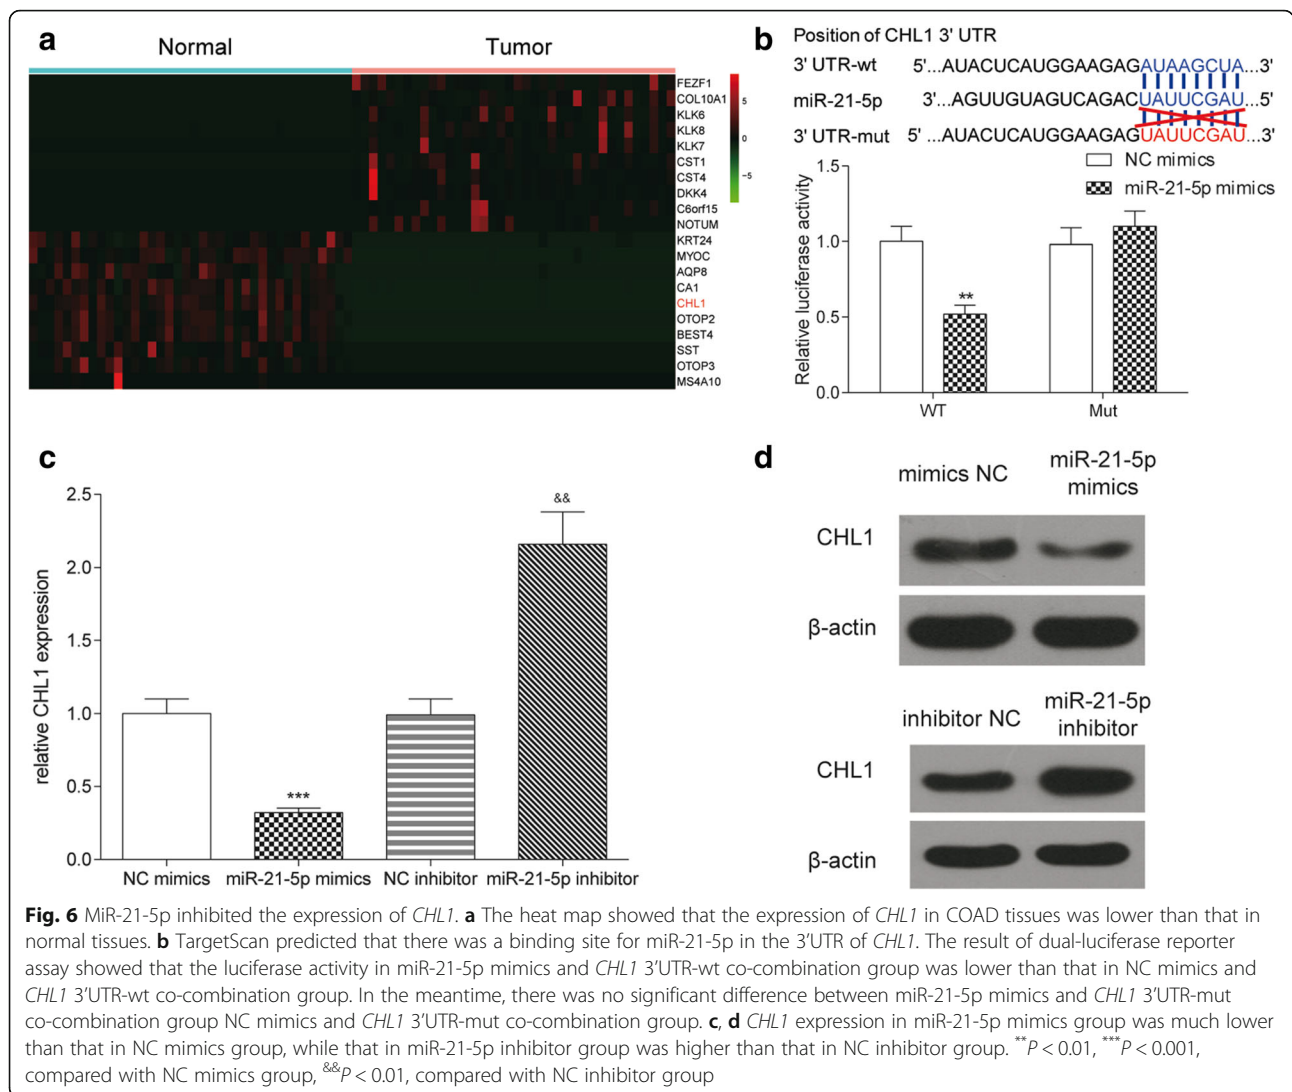 a
Normal
Tumor
FEZF1
COL10A1
KLK6
KLK8
KLK7
CST1
CST4
DKK4
C6orf15
NOTUM
KRT24
MYOC
AQP8
CA1
CHL1
OTOP2
BEST4
SST
OTOP3
MS4A10
5
0
−5
b
Position of CHL1 3' UTR
3' UTR-wt 5'...AUACUCAUGGAAGAGAUAAGCUA...3'
miR-21-5p 3'...AGUUGUAGUCAGACUAUUCGAU...5'
3' UTR-mut 5' ...AUACUCAUGGAAGAGUAUUCGAU...3'
NC mimics
miR-21-5p mimics
Relative luciferase activity
1.5
1.0
0.5
0.0
**
WT
Mut
c
relative CHL1 expression
2.5
2.0
1.5
1.0
0.5
0.0
***
&&
NC mimics
miR-21-5p mimics
NC inhibitor
miR-21-5p inhibitor
d
mimics NC
miR-21-5p
mimics
CHL1
β-actin
inhibitor NC
miR-21-5p
inhibitor
CHL1
β-actin
Fig. 6 MiR-21-5p inhibited the expression of CHL1. a The heat map showed that the expression of CHL1 in COAD tissues was lower than that in
normal tissues. b TargetScan predicted that there was a binding site for miR-21-5p in the 3'UTR of CHL1. The result of dual-luciferase reporter
assay showed that the luciferase activity in miR-21-5p mimics and CHL1 3'UTR-wt co-combination group was lower than that in NC mimics and
CHL1 3'UTR-wt co-combination group. In the meantime, there was no significant difference between miR-21-5p mimics and CHL1 3'UTR-mut
co-combination group NC mimics and CHL1 3'UTR-mut co-combination group. c, d CHL1 expression in miR-21-5p mimics group was much lower
than that in NC mimics group, while that in miR-21-5p inhibitor group was higher than that in NC inhibitor group. **P < 0.01, ***P < 0.001,
compared with NC mimics group, &&P < 0.01, compared with NC inhibitor group